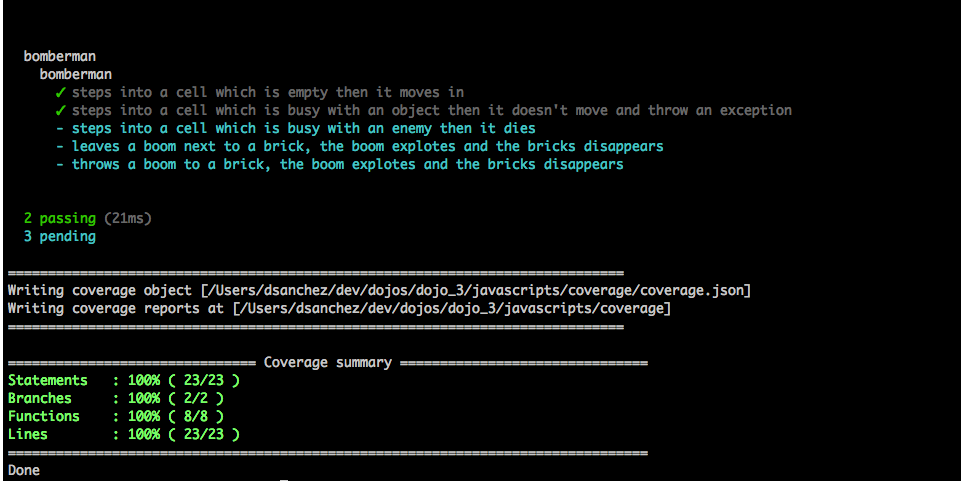 bomberman
bomberman
✓ steps into a cell which is empty then it moves in
✓ steps into a cell which is busy with an object then it doesn't move and throw an exception
- steps into a cell which is busy with an enemy then it dies
- leaves a boom next to a brick, the boom explotes and the bricks disappears
- throws a boom to a brick, the boom explotes and the bricks disappears
2 passing (21ms)
3 pending
=============================================================================
Writing coverage object [/Users/dsanchez/dev/dojos/dojo_3/javascripts/coverage/coverage.json]
Writing coverage reports at [/Users/dsanchez/dev/dojos/dojo_3/javascripts/coverage]
=============================================================================
=============================== Coverage summary ===============================
Statements   : 100% ( 23/23 )
Branches     : 100% ( 2/2 )
Functions    : 100% ( 8/8 )
Lines        : 100% ( 23/23 )
================================================================================
Done